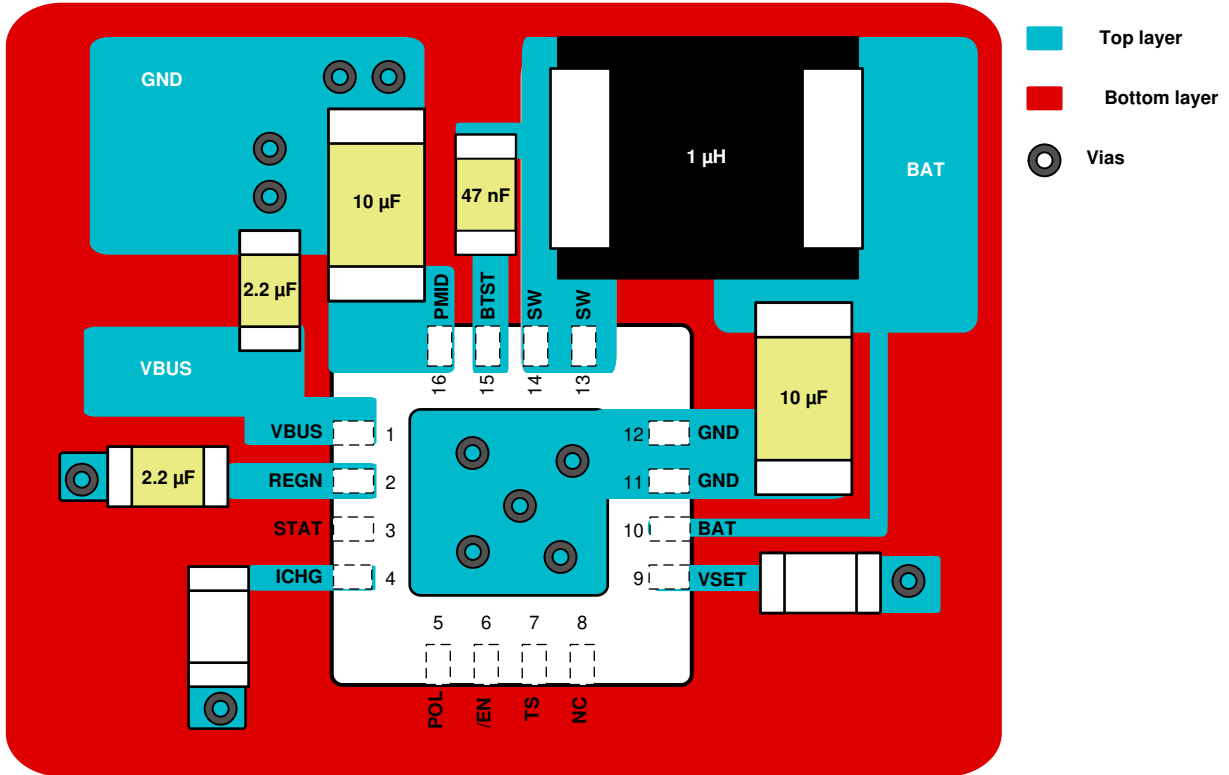 GND
1 µH
BAT
10 µF
47 nF
2.2 µF
PMID
BTST
SW
SW
VBUS
16
15
14
13
10 µF
VBUS
1
12
GND
2.2 µF
REGN
2
11
GND
STAT
3
10
BAT
ICHG
4
9
VSET
5
6
7
8
POL
/EN
TS
NC
Top layer
Bottom layer
Vias